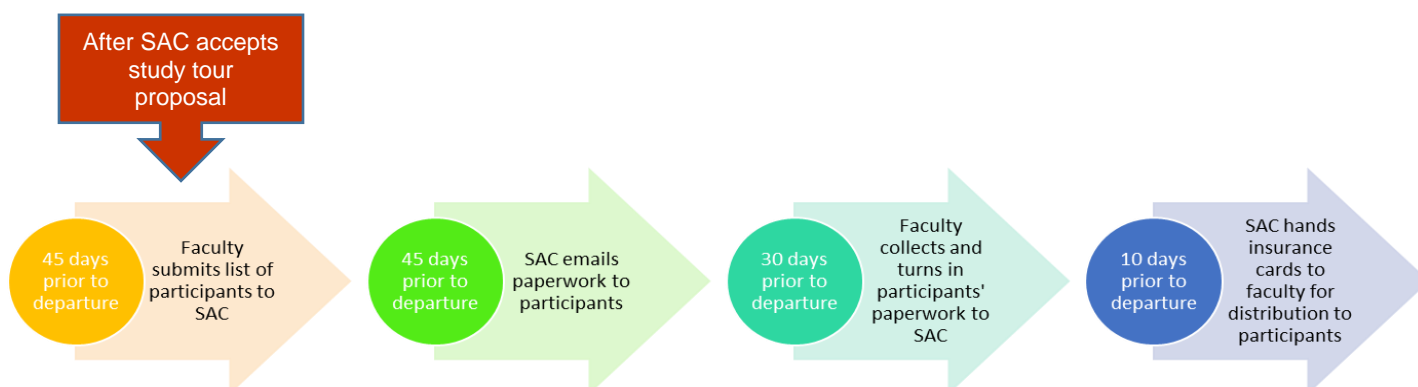 After SAC accepts
study tour
proposal
45 days
prior to
departure
Faculty
submits list of
participants to
SAC
45 days
prior to
departure
SAC emails
paperwork to
participants
30 days
prior to
departure
Faculty
collects and
turns in
participants'
paperwork to
SAC
10 days
prior to
departure
SAC hands
insurance
cards to
faculty for
distribution to
participants